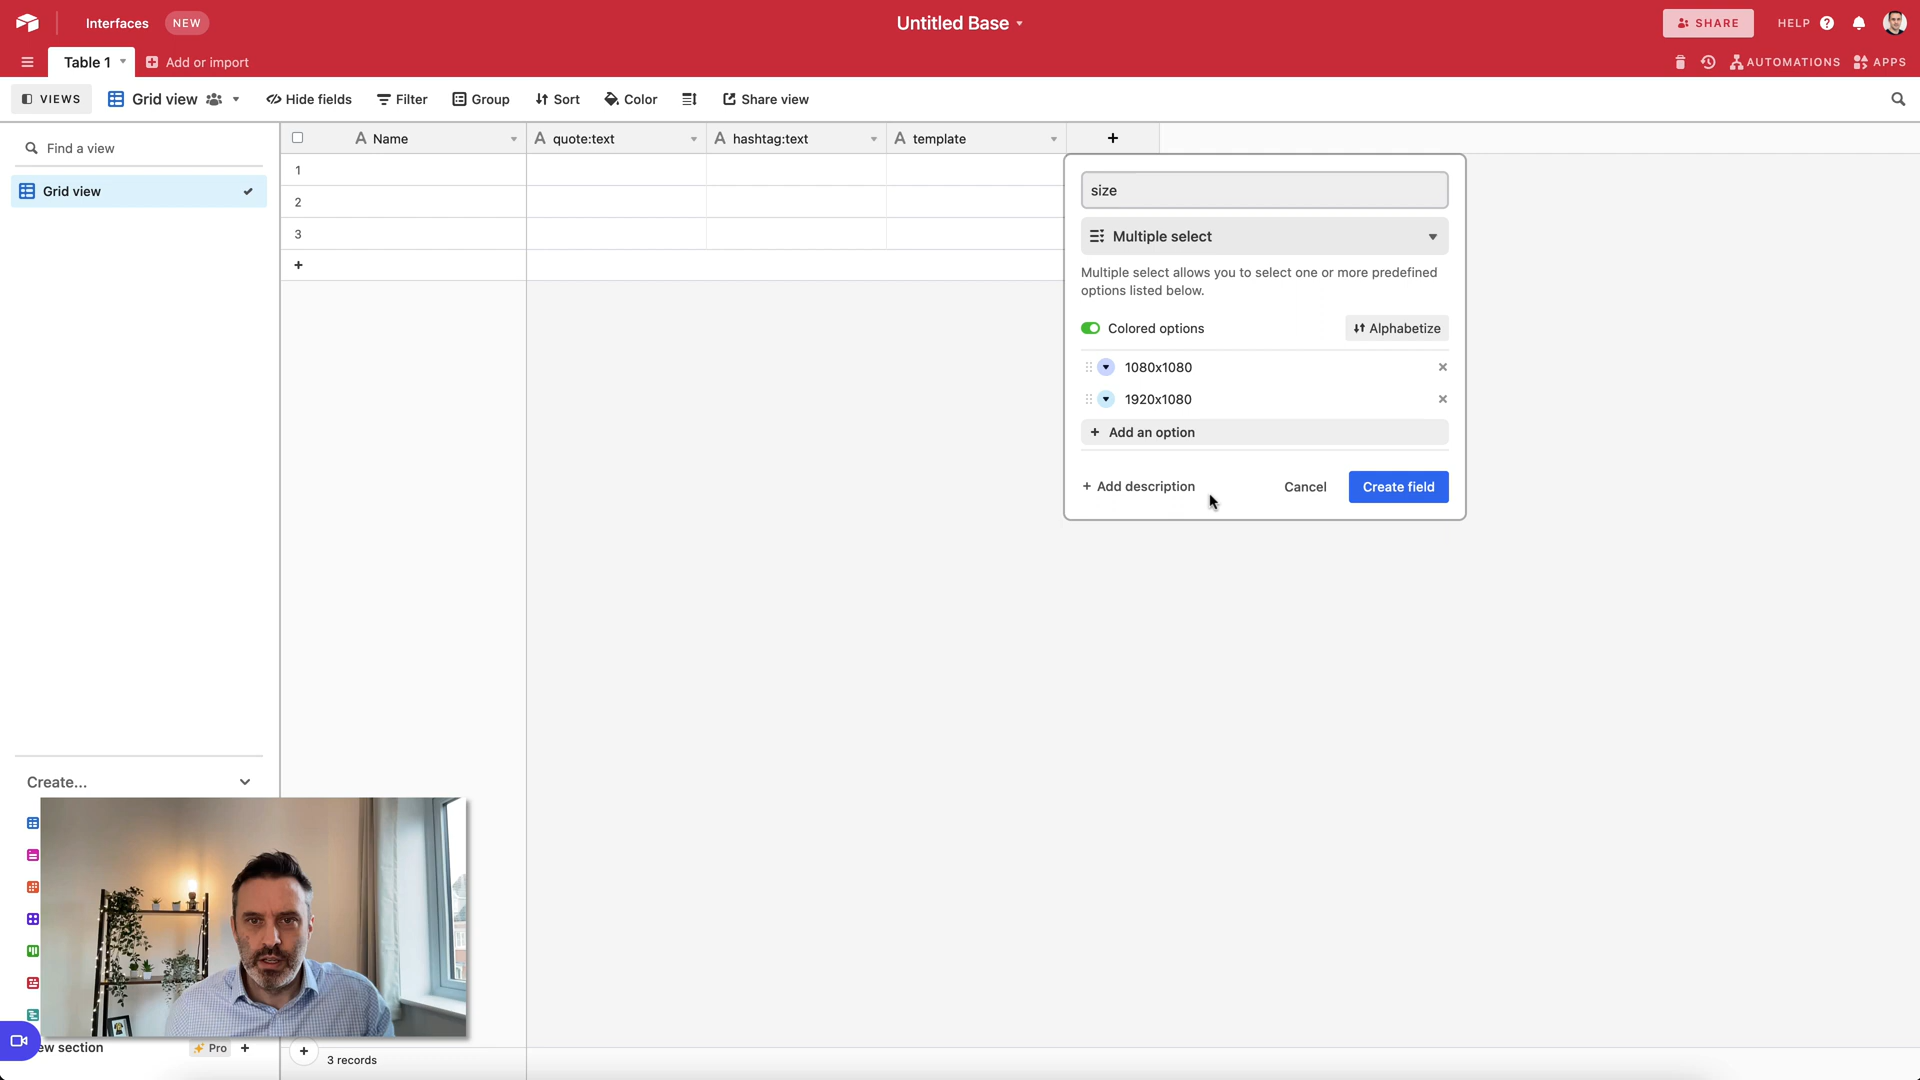 Interfaces NEW
Untitled Base
SHARE
HELP
Table 1
Add or import
AUTOMATIONS
APPS
VIEWS
Grid view
Hide fields
Filter
Group
Sort
Color
Share view
Find a view
Grid view
Name
quote:text
hashtag:text
template
1
2
3
size
Multiple select
Multiple select allows you to select one or more predefined
options listed below.
Colored options
Alphabetize
1080x1080
1920x1080
Add an option
Add description
Cancel
Create field
Create...
ew section
Pro
3 records